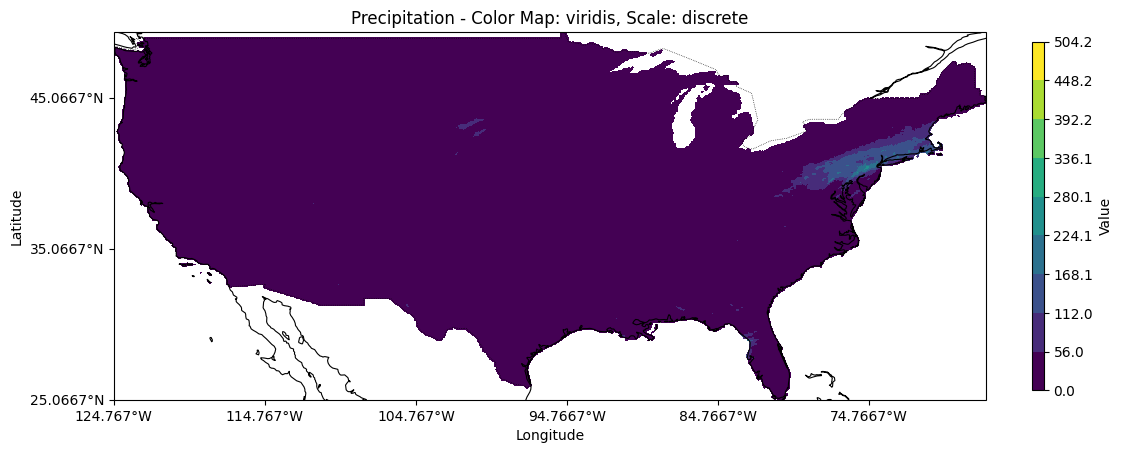 Precipitation - Color Map: viridis, Scale: discrete
504.2
448.2
392.2
336.1
280.1
224.1
168.1
112.0
56.0
0.0
Value
Latitude
45.0667°N
35.0667°N
25.0667°N
124.767°W
114.767°W
104.767°W
94.7667°W
84.7667°W
74.7667°W
Longitude